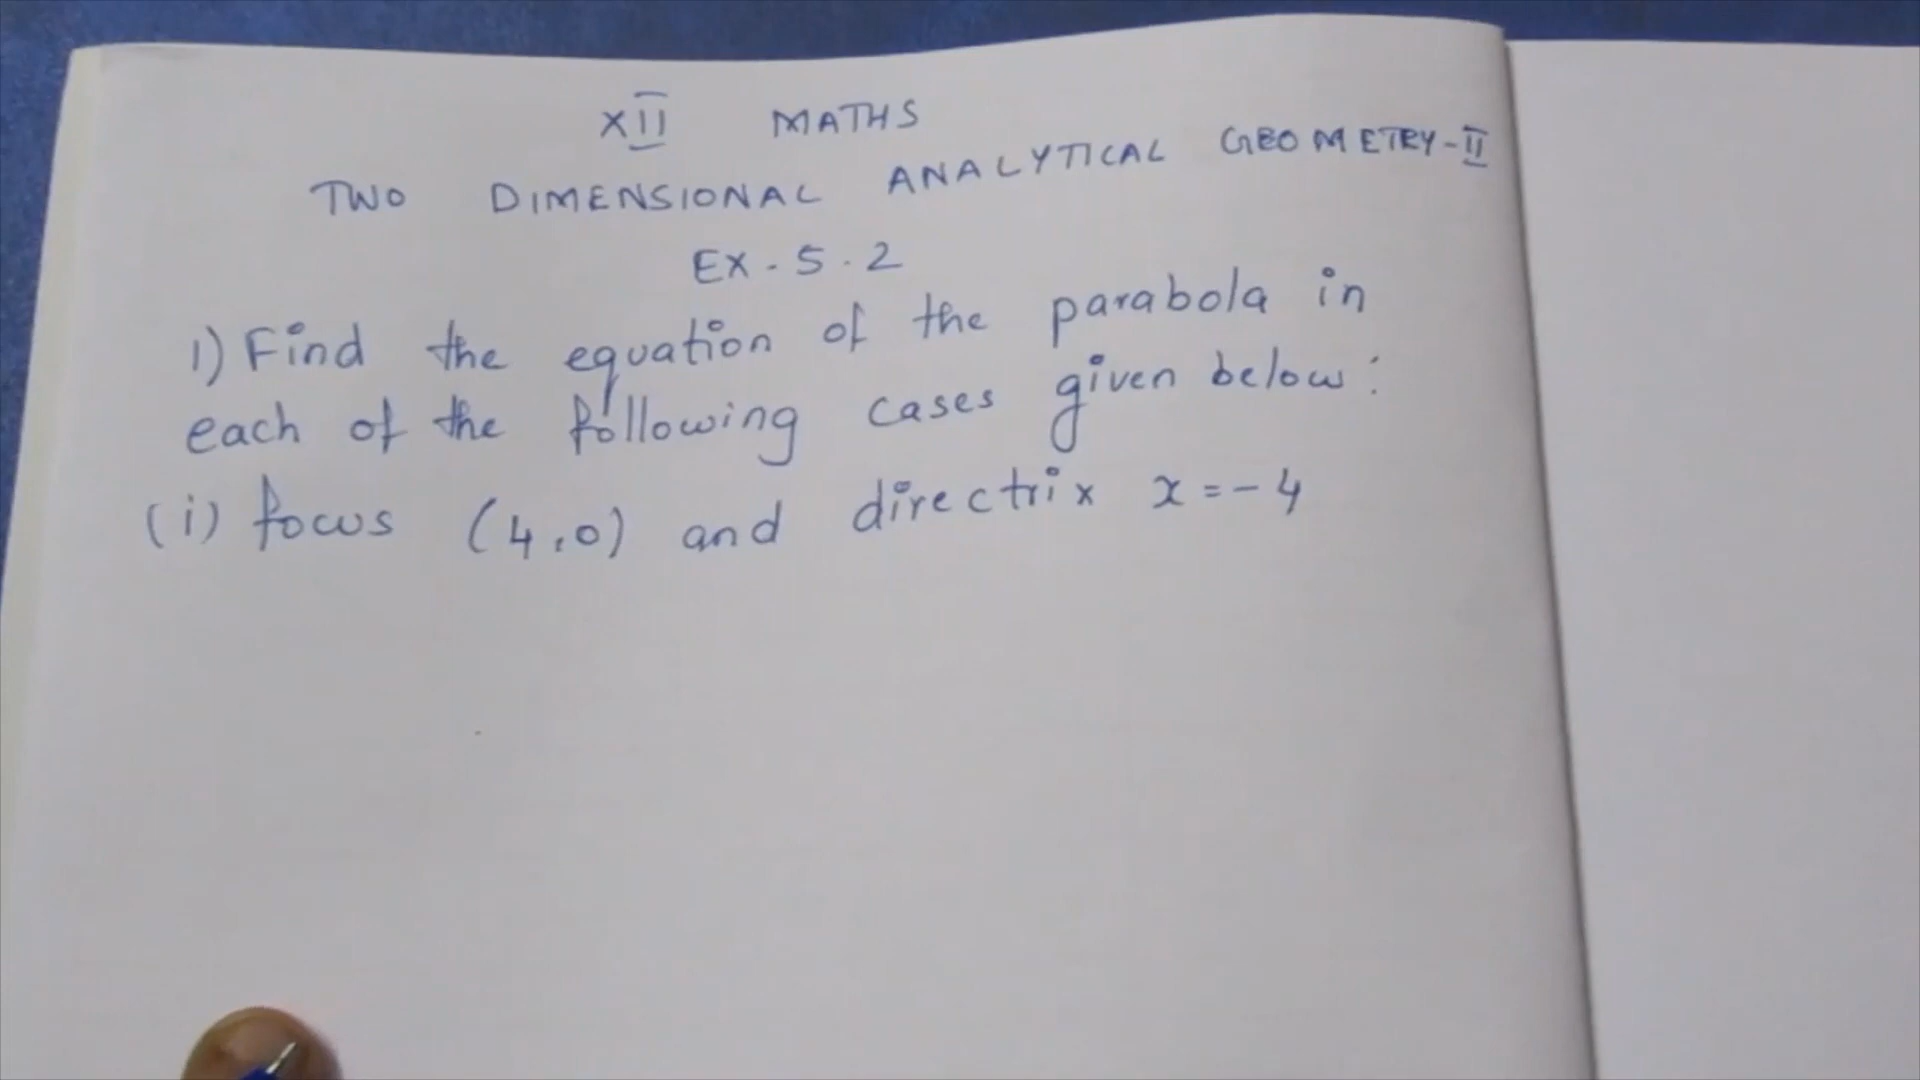 XII MATHS
TWO DIMENSIONAL ANALYTICAL GEOMETRY-II
EX-5.2
1) Find the equation of the parabola in
each of the following cases given below:
(i) focus (4,0) and directrix x=-4